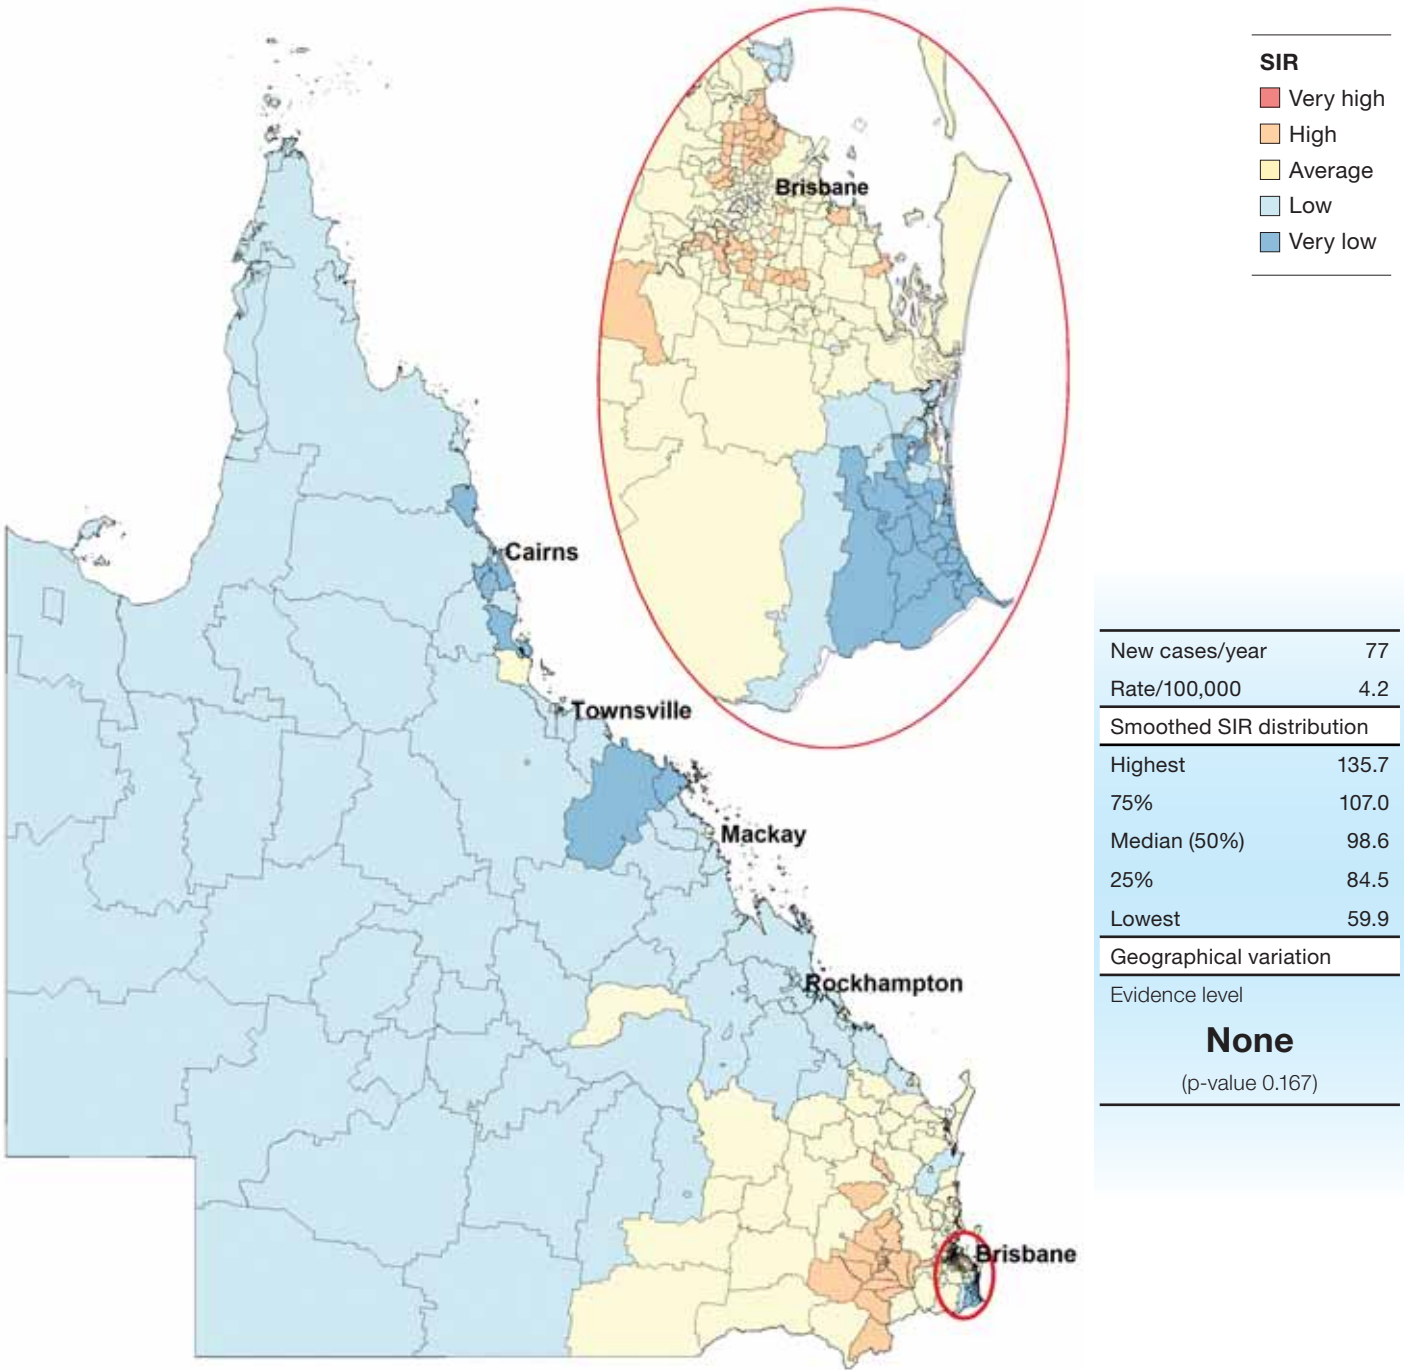 SIR
Very high
High
Average
Low
Very low
Brisbane
Cairns
Townsville
Mackay
Rockhampton
Brisbane
New cases/year 77
Rate/100,000 4.2
Smoothed SIR distribution
Highest 135.7
75% 107.0
Median (50%) 98.6
25% 84.5
Lowest 59.9
Geographical variation
Evidence level
None
(p-value 0.167)